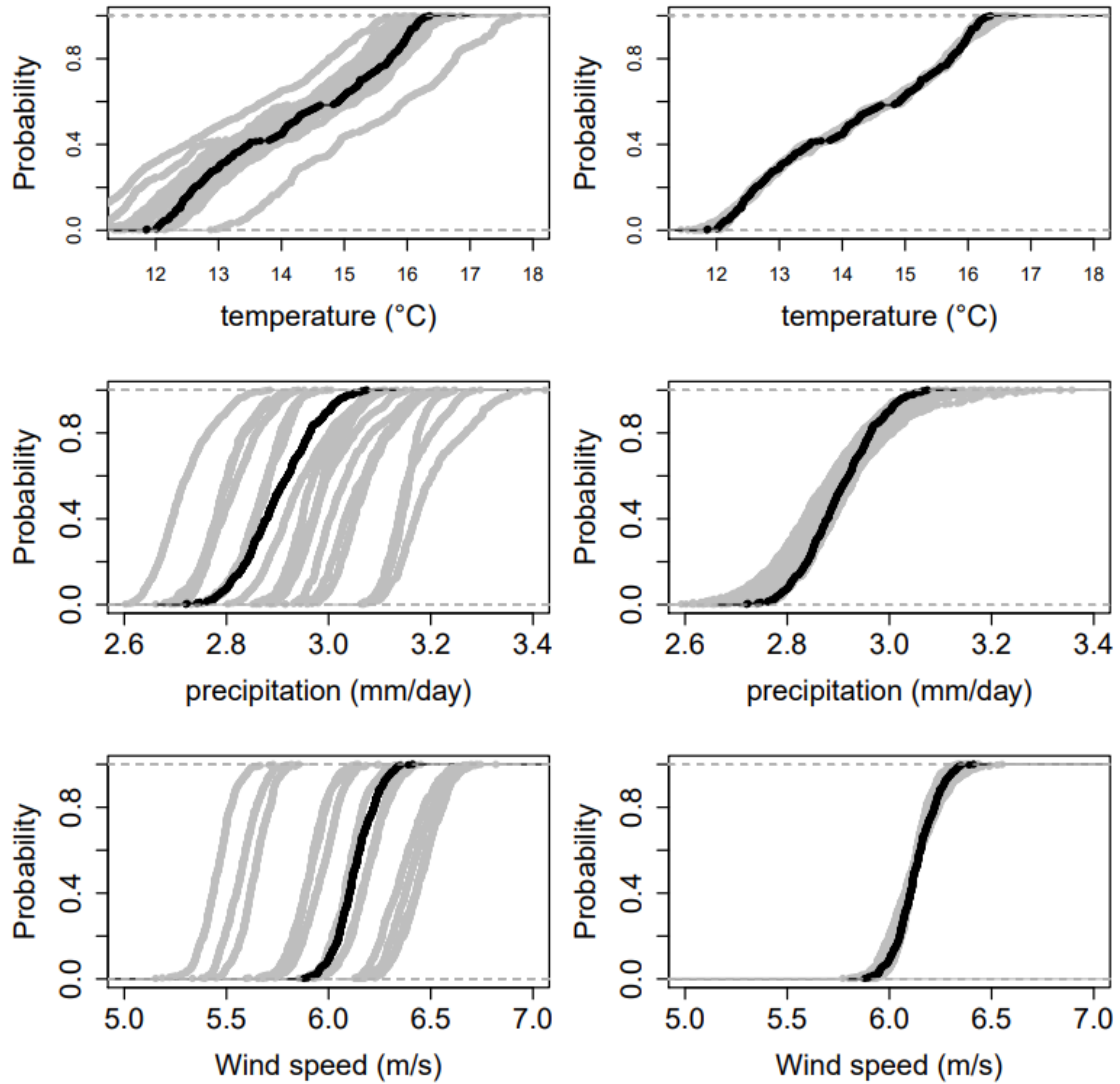 Probability
0.0 0.4 0.8
12 13 14 15 16 17 18
temperature (°C)
Probability
0.0 0.4 0.8
12 13 14 15 16 17 18
temperature (°C)
Probability
0.0 0.4 0.8
2.6 2.8 3.0 3.2 3.4
precipitation (mm/day)
Probability
0.0 0.4 0.8
2.6 2.8 3.0 3.2 3.4
precipitation (mm/day)
Probability
0.0 0.4 0.8
5.0 5.5 6.0 6.5 7.0
Wind speed (m/s)
Probability
0.0 0.4 0.8
5.0 5.5 6.0 6.5 7.0
Wind speed (m/s)